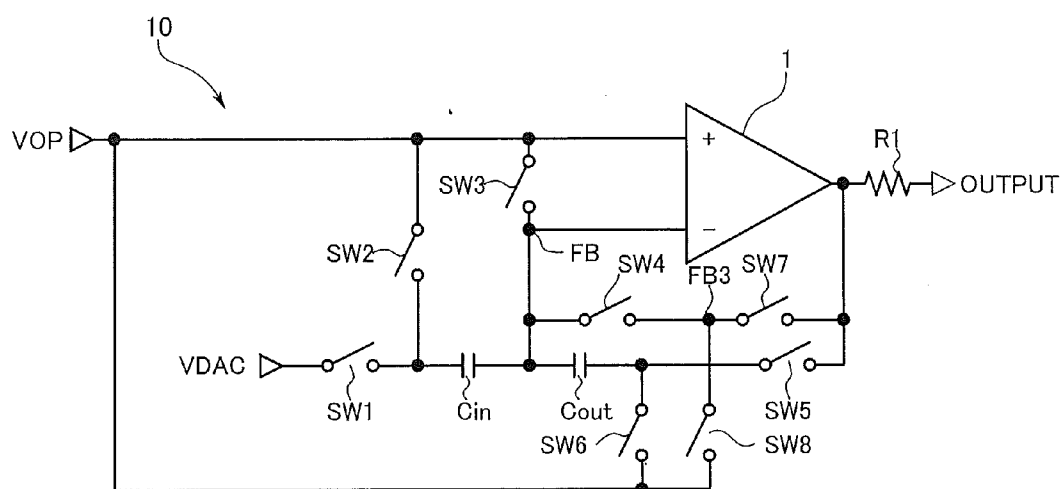 10
1
VOP
+
R1
OUTPUT
SW3
−
FB
SW2
SW4
FB3
SW7
VDAC
SW1
Cin
Cout
SW5
SW6
SW8